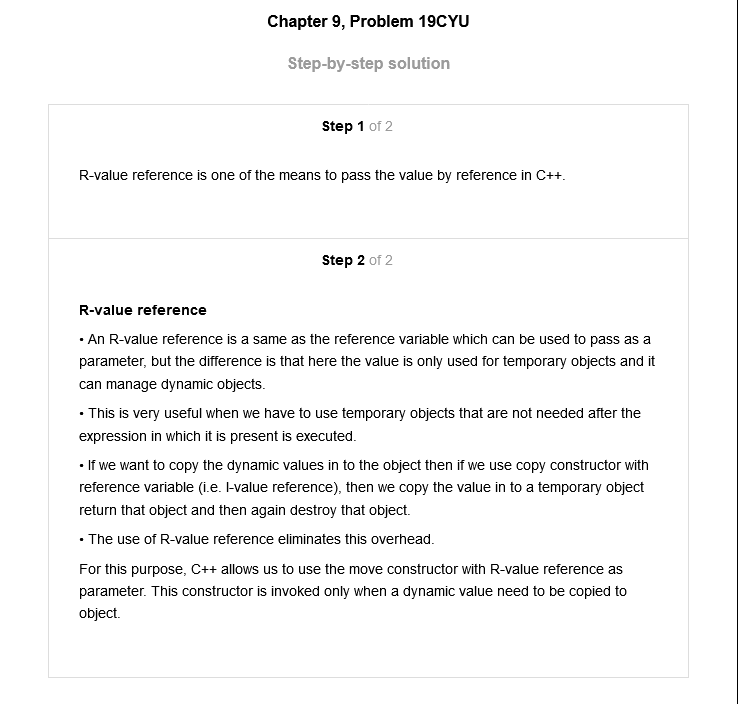 Chapter 9, Problem 19CYU
Step-by-step solution
Step 1 of 2
R-value reference is one of the means to pass the value by reference in C++.
Step 2 of 2
R-value reference
• An R-value reference is a same as the reference variable which can be used to pass as a
parameter, but the difference is that here the value is only used for temporary objects and it
can manage dynamic objects.
• This is very useful when we have to use temporary objects that are not needed after the
expression in which it is present is executed.
• If we want to copy the dynamic values in to the object then if we use copy constructor with
reference variable (i.e. l-value reference), then we copy the value in to a temporary object
return that object and then again destroy that object.
• The use of R-value reference eliminates this overhead.
For this purpose, C++ allows us to use the move constructor with R-value reference as
parameter. This constructor is invoked only when a dynamic value need to be copied to
object.